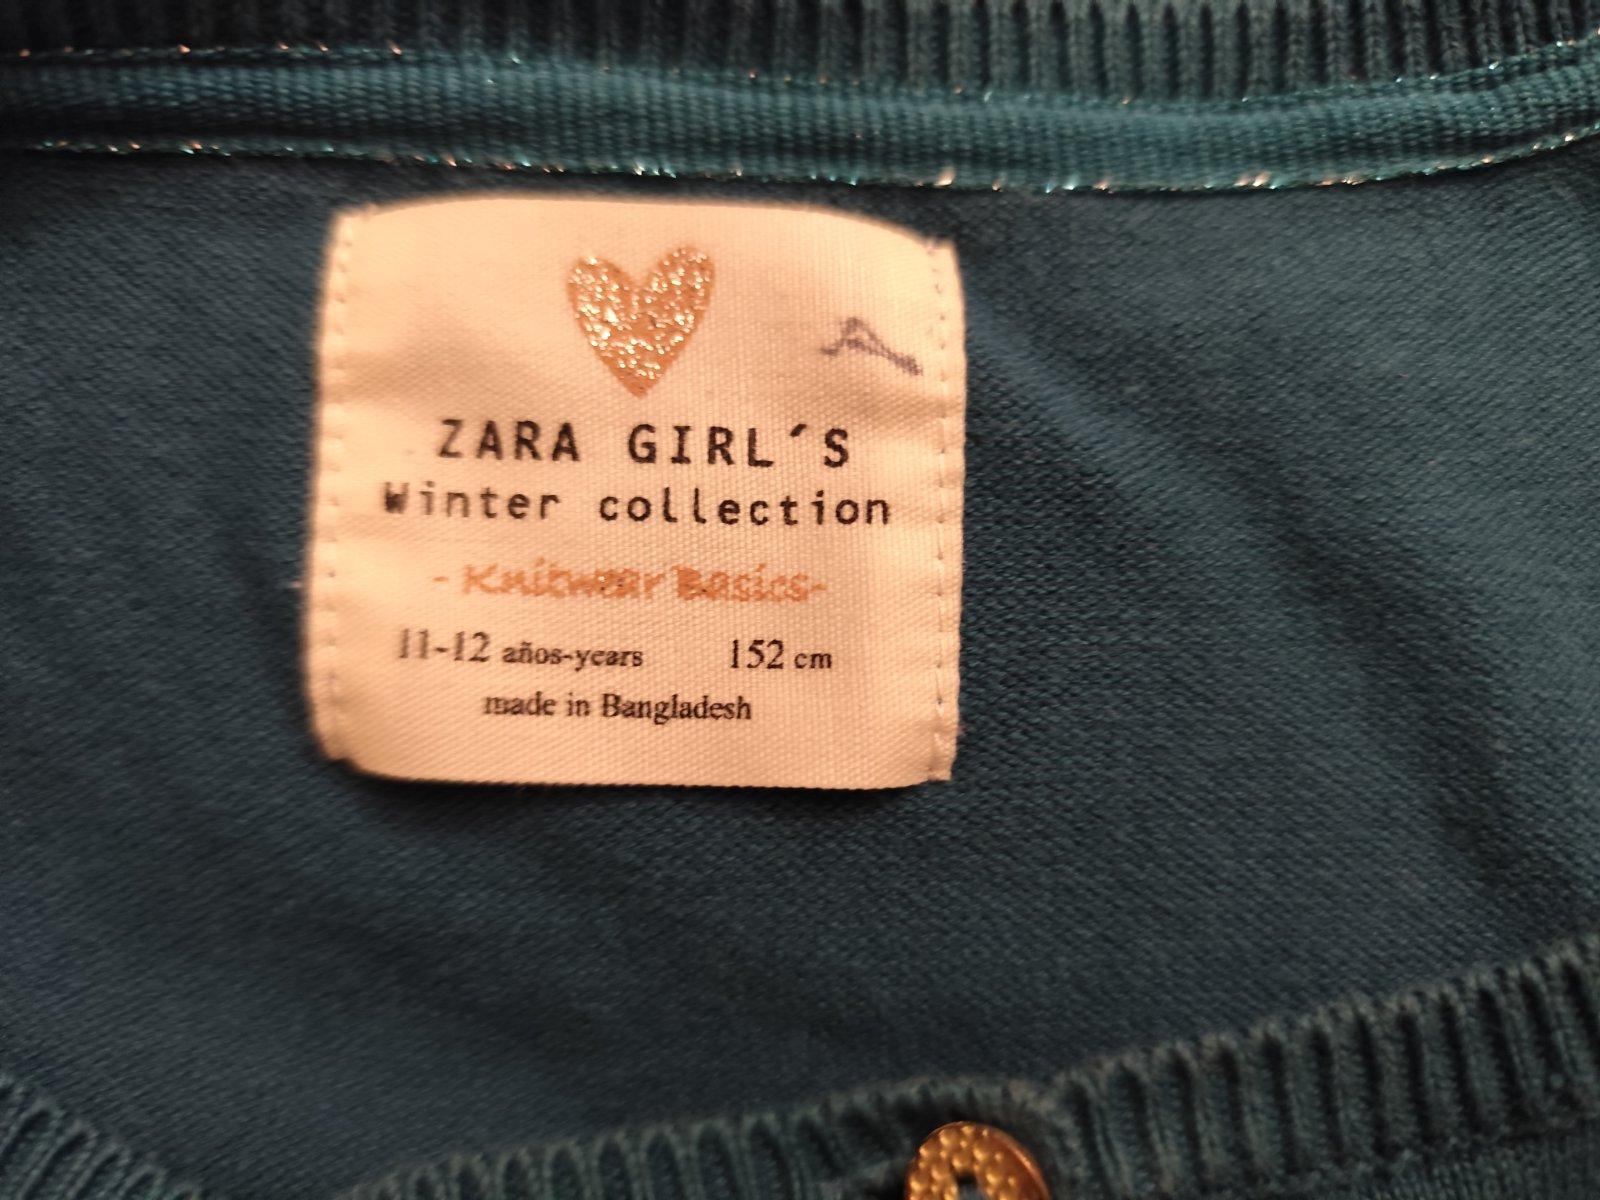 ZARA GIRL´S
Winter collection
- Knitwear Basics-
11-12 años-years 152 cm
made in Bangladesh